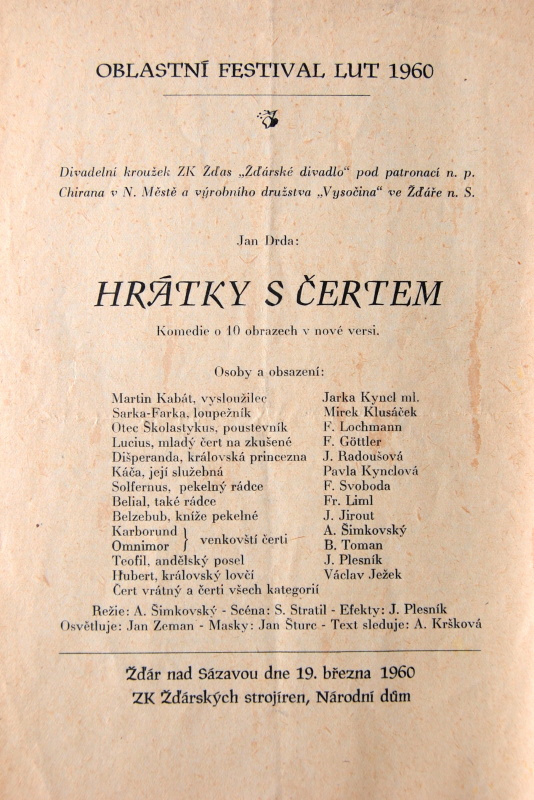 OBLASTNÍ FESTIVAL LUT 1960
Divadelní kroužek ZK Žďas „Žďárské divadlo“ pod patronací n. p.
Chirana v N. Městě a výrobního družstva „Vysočina“ ve Žďáře n. S.
Jan Drda:
HRÁTKY S ČERTEM
Komedie o 10 obrazech v nové versi.
Osoby a obsazení:
Martin Kabát, vysloužilec Jarka Kyncl ml.
Sarka-Farka, loupežník Mirek Klusáček
Otec Školastykus, poustevník F. Lochmann
Lucius, mladý čert na zkušené F. Göttler
Dišperanda, královská princezna J. Radoušová
Káča, její služebná Pavla Kynclová
Solfernus, pekelný rádce F. Svoboda
Belial, také rádce Fr. Liml
Belzebub, kníže pekelné J. Jirout
Karborund } venkovští čerti A. Šimkovský
Omnimor B. Toman
Teofil, andělský posel J. Plesník
Hubert, královský lovčí Václav Ježek
Čert vrátný a čerti všech kategorií
Režie: A. Šimkovský - Scéna: S. Stratil - Efekty: J. Plesník
Osvětluje: Jan Zeman - Masky: Jan Šturc - Text sleduje: A. Kršková
Žďár nad Sázavou dne 19. března 1960
ZK Žďárských strojíren, Národní dům